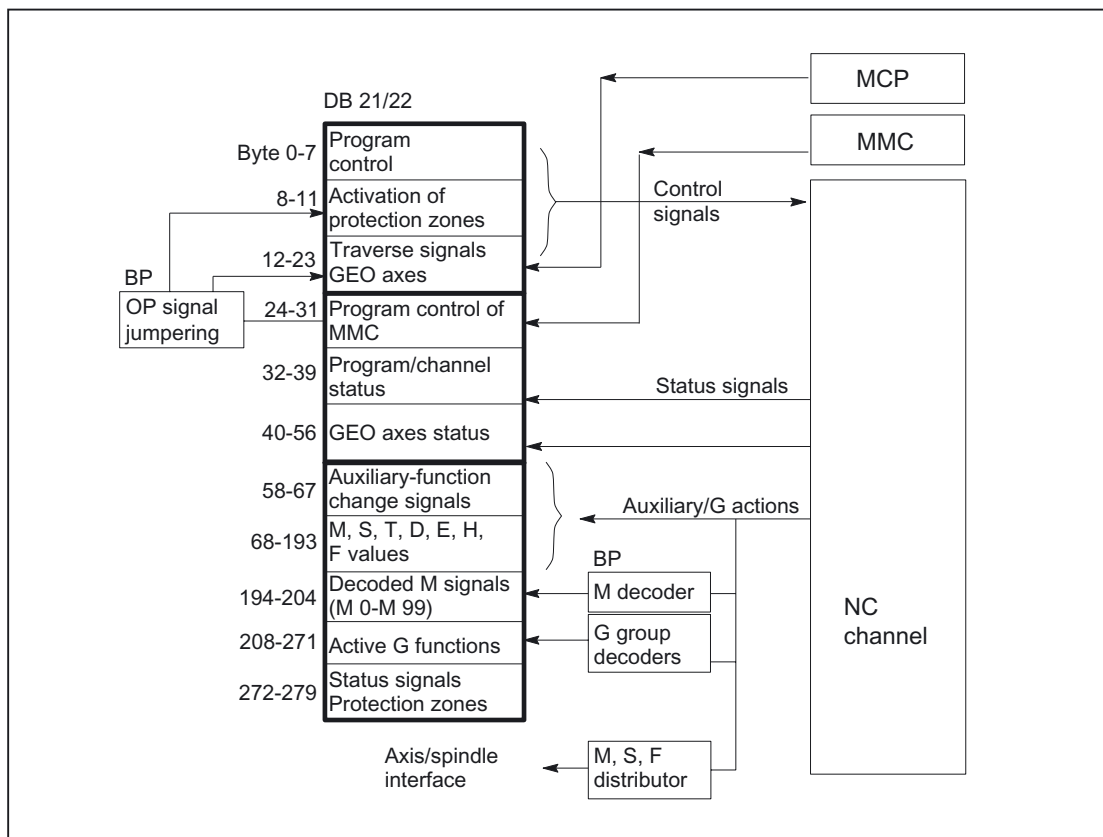 MCP
DB 21/22
MMC
Byte 0-7
Program
control
8-11
Activation of
protection zones
Control
signals
12-23
Traverse signals
GEO axes
BP
OP signal
jumpering
24-31
Program control of
MMC
32-39
Program/channel
status
Status signals
40-56
GEO axes status
58-67
Auxiliary-function
change signals
Auxiliary/G actions
68-193
M, S, T, D, E, H,
F values
BP
194-204
Decoded M signals
(M 0-M 99)
M decoder
NC
channel
208-271
Active G functions
G group
decoders
272-279
Status signals
Protection zones
Axis/spindle
interface
M, S, F
distributor